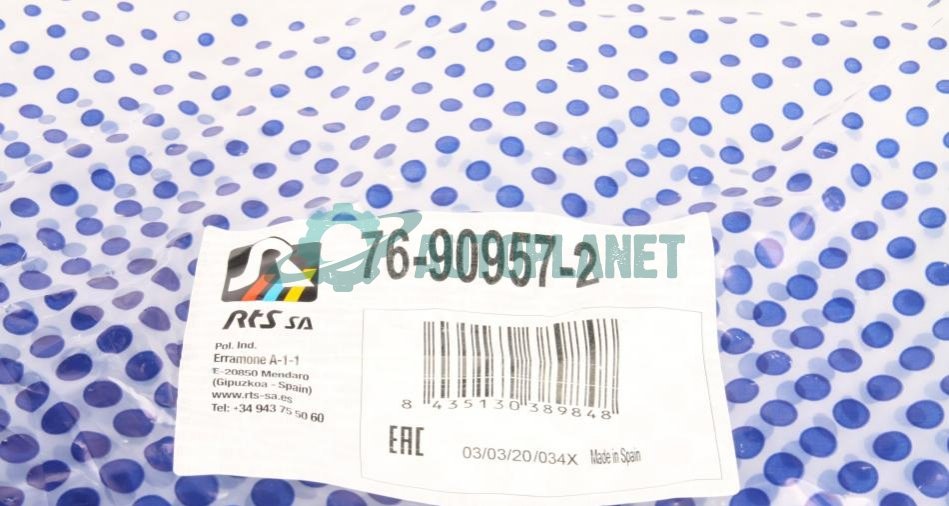 76-90957-2
AUTOPLANET
RTS SA
Pol. Ind.
Erramone A-1-1
E-20850 Mendaro
(Gipuzkoa - Spain)
www.rts-sa.es
Tel: +34 943 75 50 60
8 435130 389848
EAC
03/03/20/034X Made in Spain